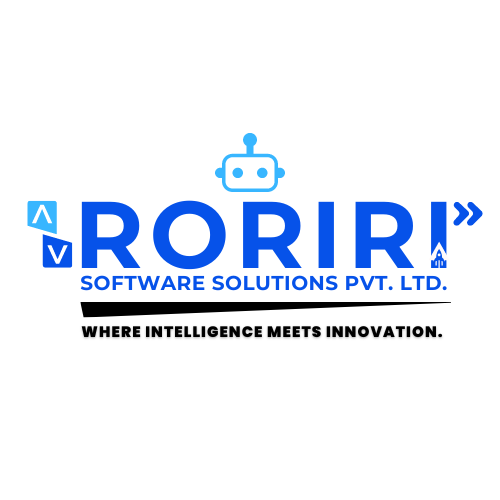 RORIRI
SOFTWARE SOLUTIONS PVT. LTD.
WHERE INTELLIGENCE MEETS INNOVATION.